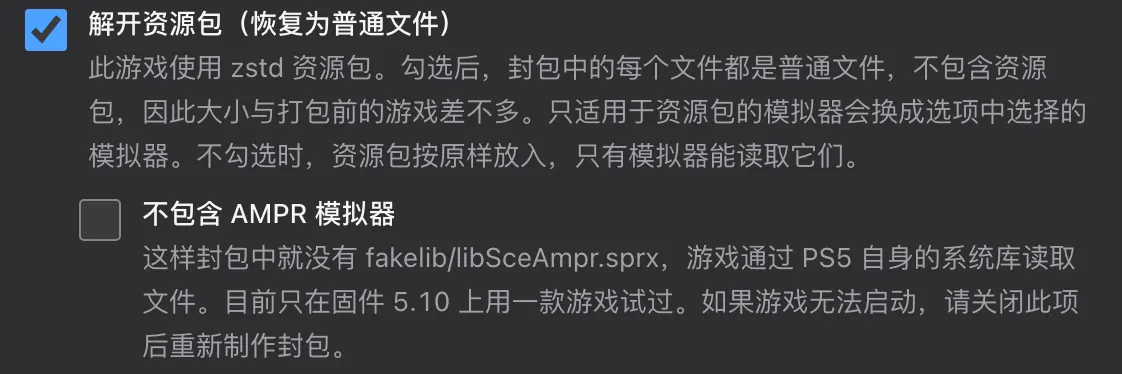 解开资源包（恢复为普通文件）
此游戏使用 zstd 资源包。勾选后，封包中的每个文件都是普通文件，不包含资源
包，因此大小与打包前的游戏差不多。只适用于资源包的模拟器会换成选项中选择的
模拟器。不勾选时，资源包按原样放入，只有模拟器能读取它们。
不包含 AMPR 模拟器
这样封包中就没有 fakelib/libSceAmpr.sprx，游戏通过 PS5 自身的系统库读取
文件。目前只在固件 5.10 上用一款游戏试过。如果游戏无法启动，请关闭此项
后重新制作封包。